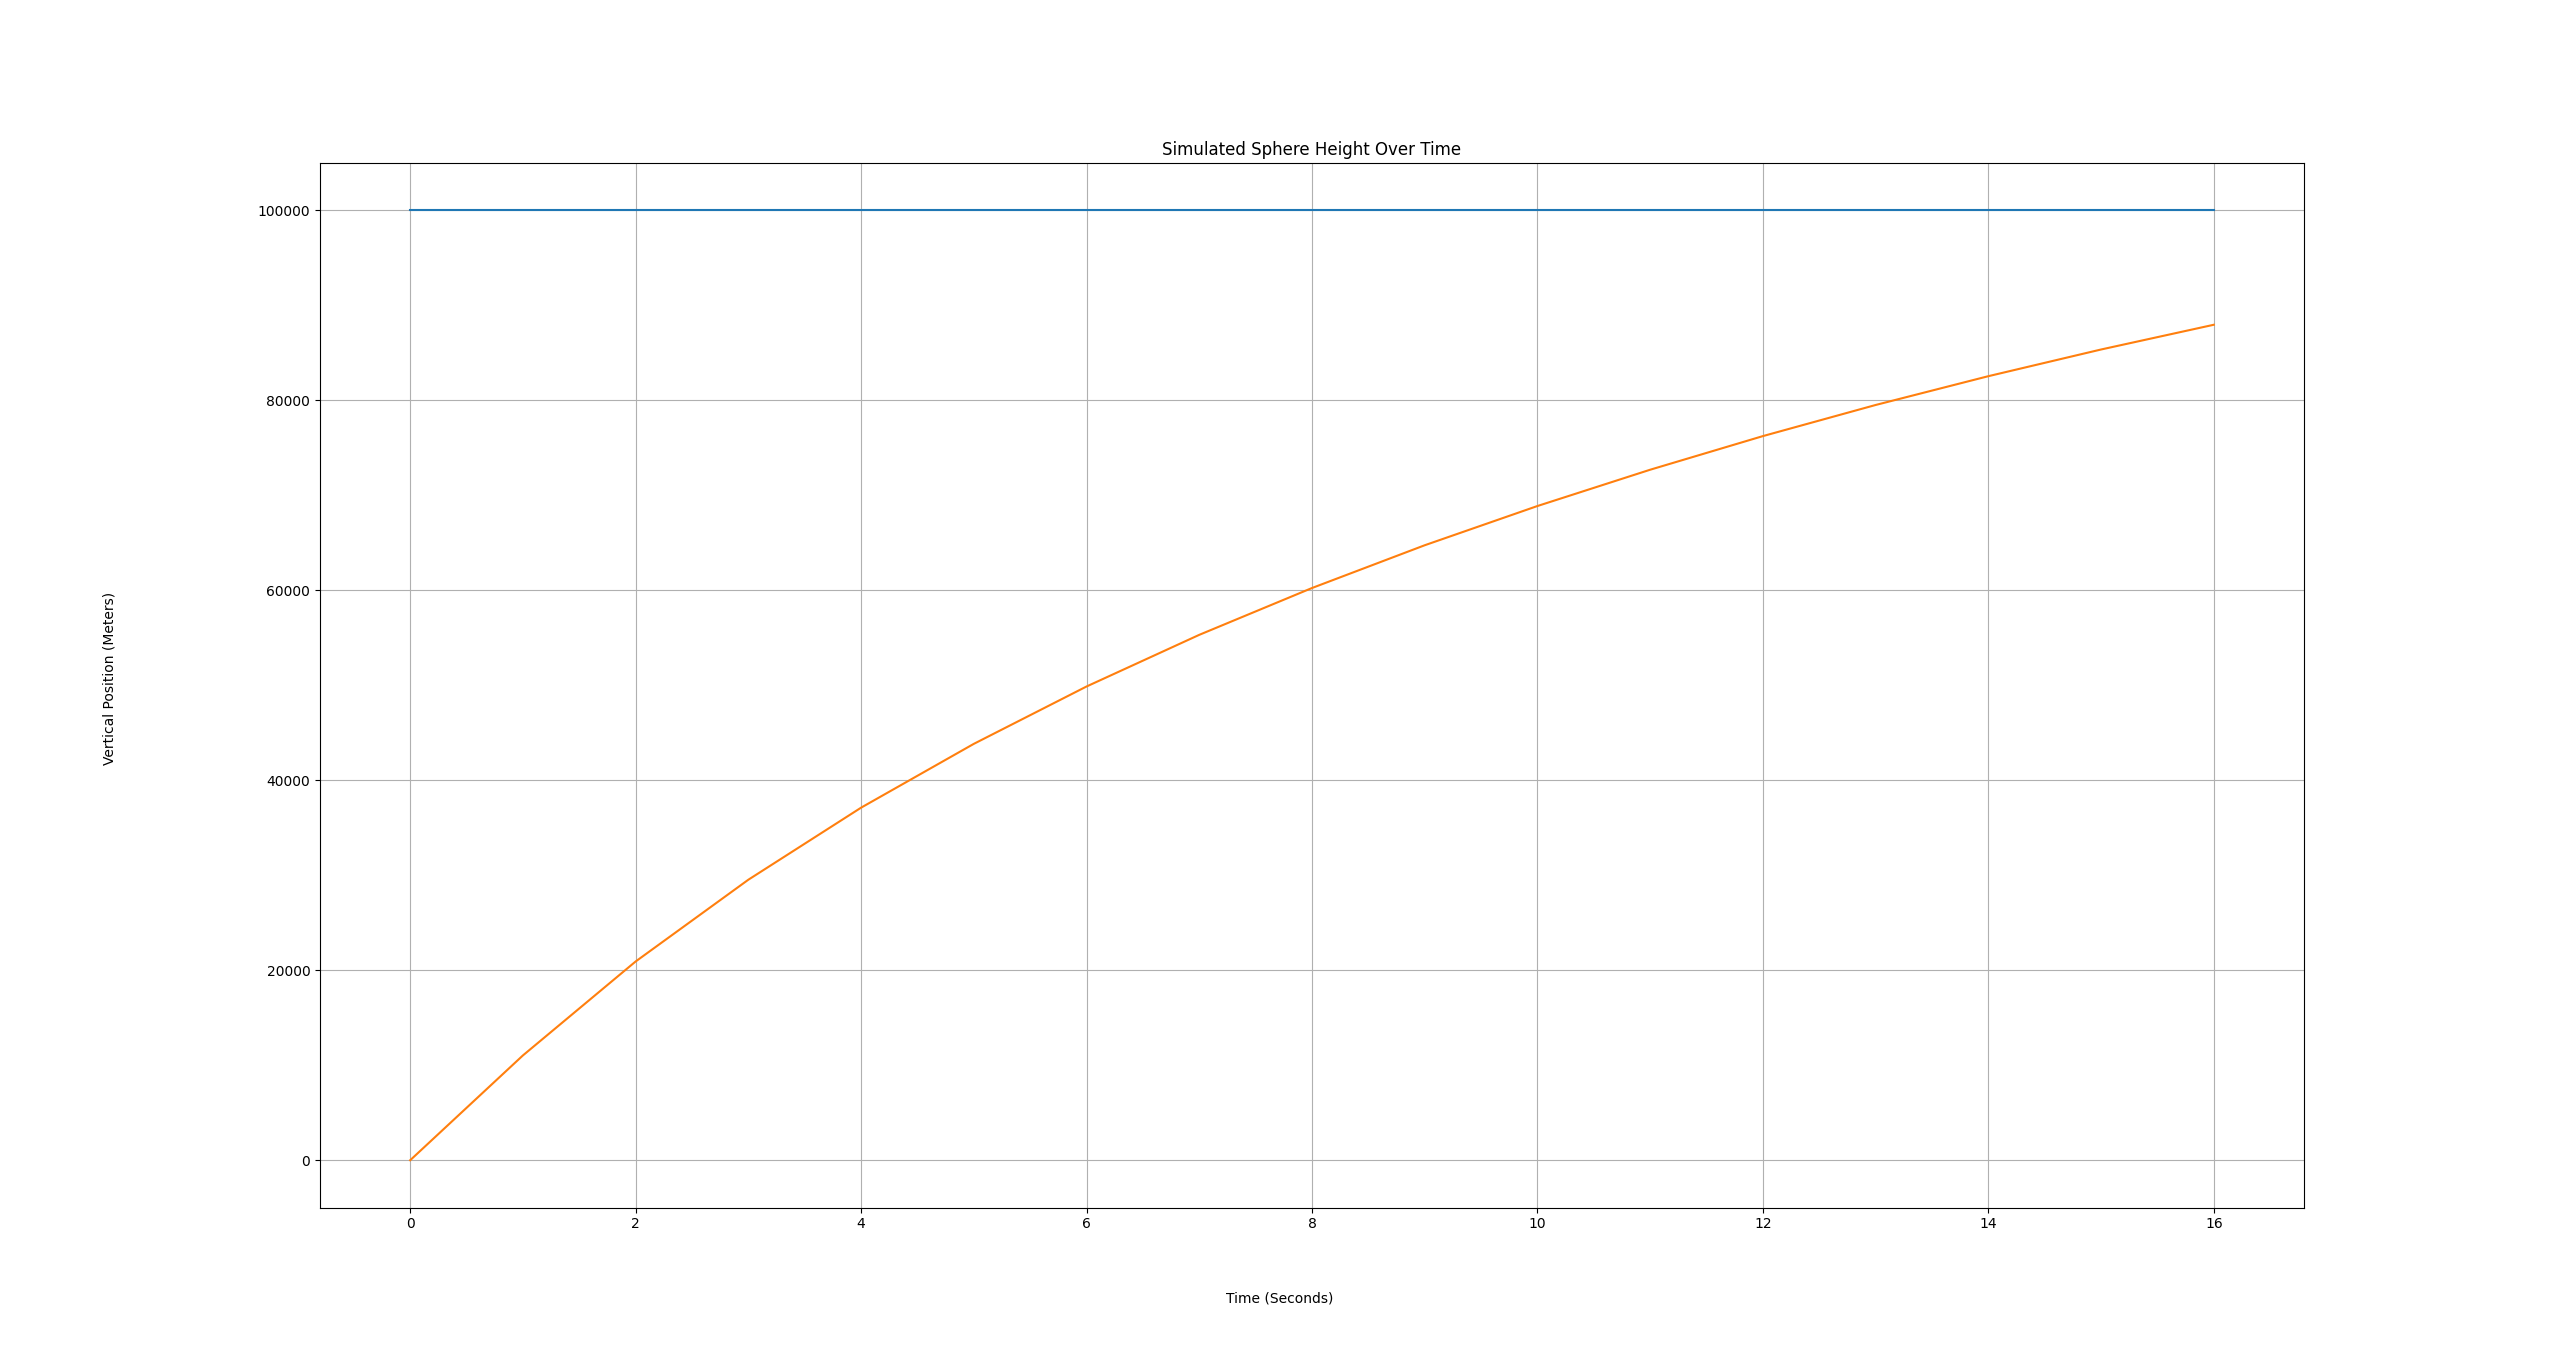 Simulated Sphere Height Over Time
100000
80000
60000
40000
20000
0
Vertical Position (Meters)
0 2 4 6 8 10 12 14 16
Time (Seconds)